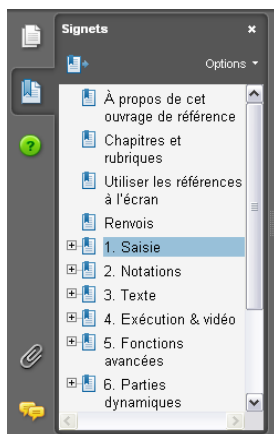 Signets
Options
À propos de cet
ouvrage de référence
Chapitres et
rubriques
Utiliser les références
à l'écran
Renvois
1. Saisie
2. Notations
3. Texte
4. Exécution & vidéo
5. Fonctions
avancées
6. Parties
dynamiques